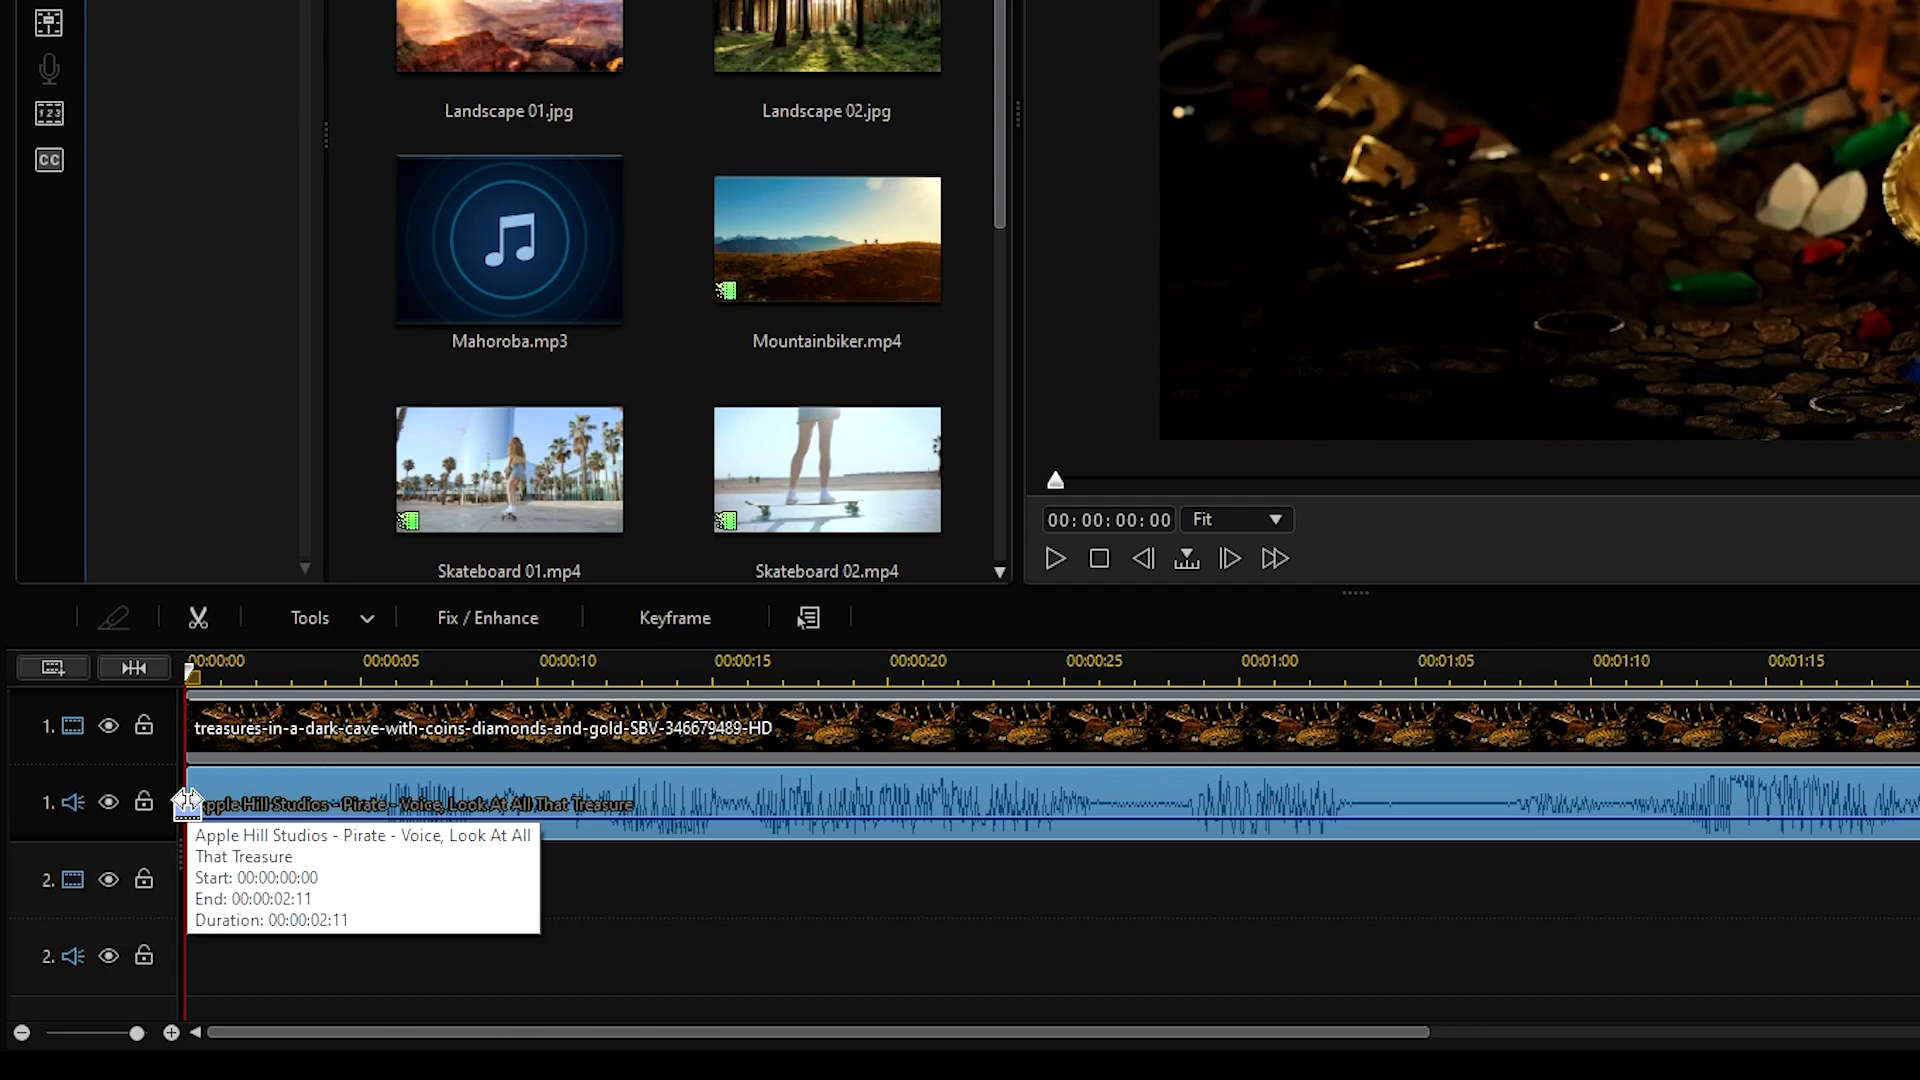 123
CC
Landscape 01.jpg
Landscape 02.jpg
Mahoroba.mp3
Mountainbiker.mp4
Skateboard 01.mp4
Skateboard 02.mp4
00:00:00:00
Fit
Tools
Fix / Enhance
Keyframe
00:00:00
00:00:05
00:00:10
00:00:15
00:00:20
00:00:25
00:01:00
00:01:05
00:01:10
00:01:15
1.
treasures-in-a-dark-cave-with-coins-diamonds-and-gold-SBV-346679489-HD
1.
Apple Hill Studios - Pirate - Voice, Look At All That Treasure
Apple Hill Studios - Pirate - Voice, Look At All
That Treasure
Start: 00:00:00:00
End: 00:00:02:11
Duration: 00:00:02:11
2.
2.